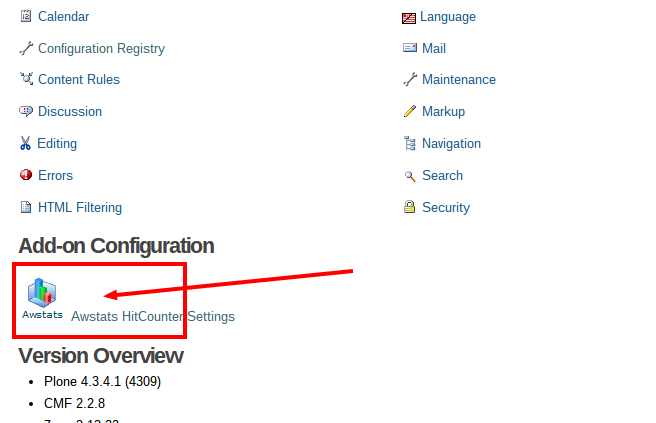 Calendar
Language
Configuration Registry
Mail
Content Rules
Maintenance
Discussion
Markup
Editing
Navigation
Errors
Search
HTML Filtering
Security
Add-on Configuration
Awstats
Awstats HitCounter Settings
Version Overview
Plone 4.3.4.1 (4309)
CMF 2.2.8